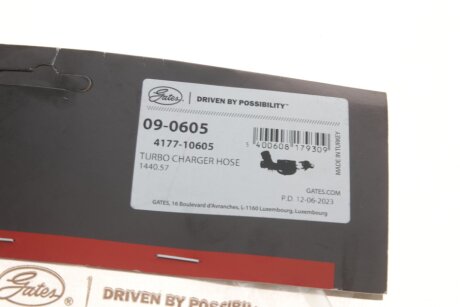 Gates DRIVEN BY POSSIBILITY™
09-0605
4177-10605
TURBO CHARGER HOSE
1440.57
5 400608 179309
MADE IN TURKEY
GATES.COM
P.D. 12-06-2023
GATES, 16 Boulevard d'Avranches, L-1160 Luxembourg, Luxembourg
Gates DRIVEN BY POSSIBILITY